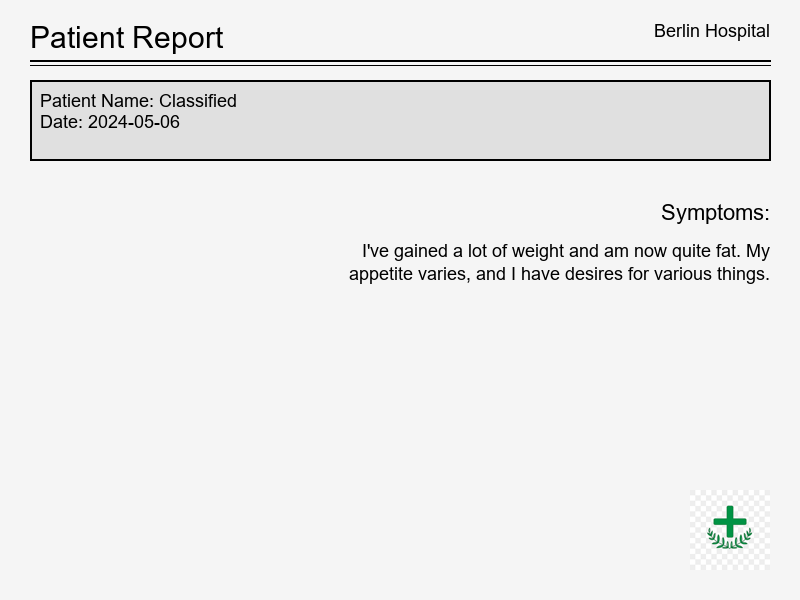 Patient Report
Berlin Hospital
Patient Name: Classified
Date: 2024-05-06
Symptoms:
I've gained a lot of weight and am now quite fat. My
appetite varies, and I have desires for various things.